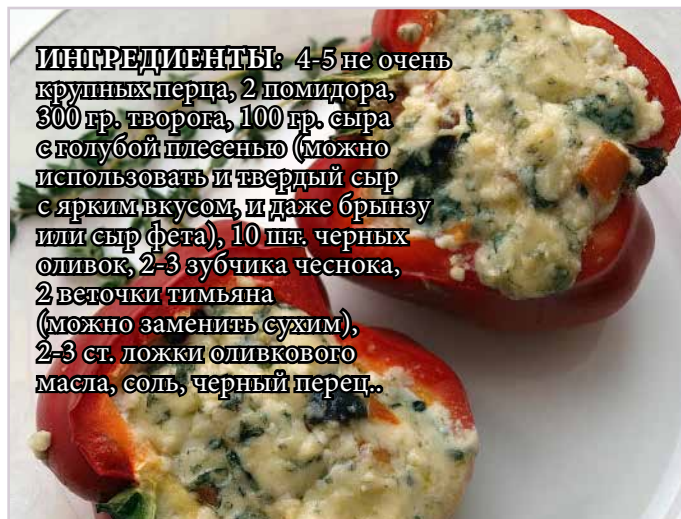 ИНГРЕДИЕНТЫ: 4-5 не очень
крупных перца, 2 помидора,
300 гр. творога, 100 гр. сыра
с голубой плесенью (можно
использовать и твердый сыр
с ярким вкусом, и даже брынзу
или сыр фета), 10 шт. черных
оливок, 2-3 зубчика чеснока,
2 веточки тимьяна
(можно заменить сухим),
2-3 ст. ложки оливкового
масла, соль, черный перец..